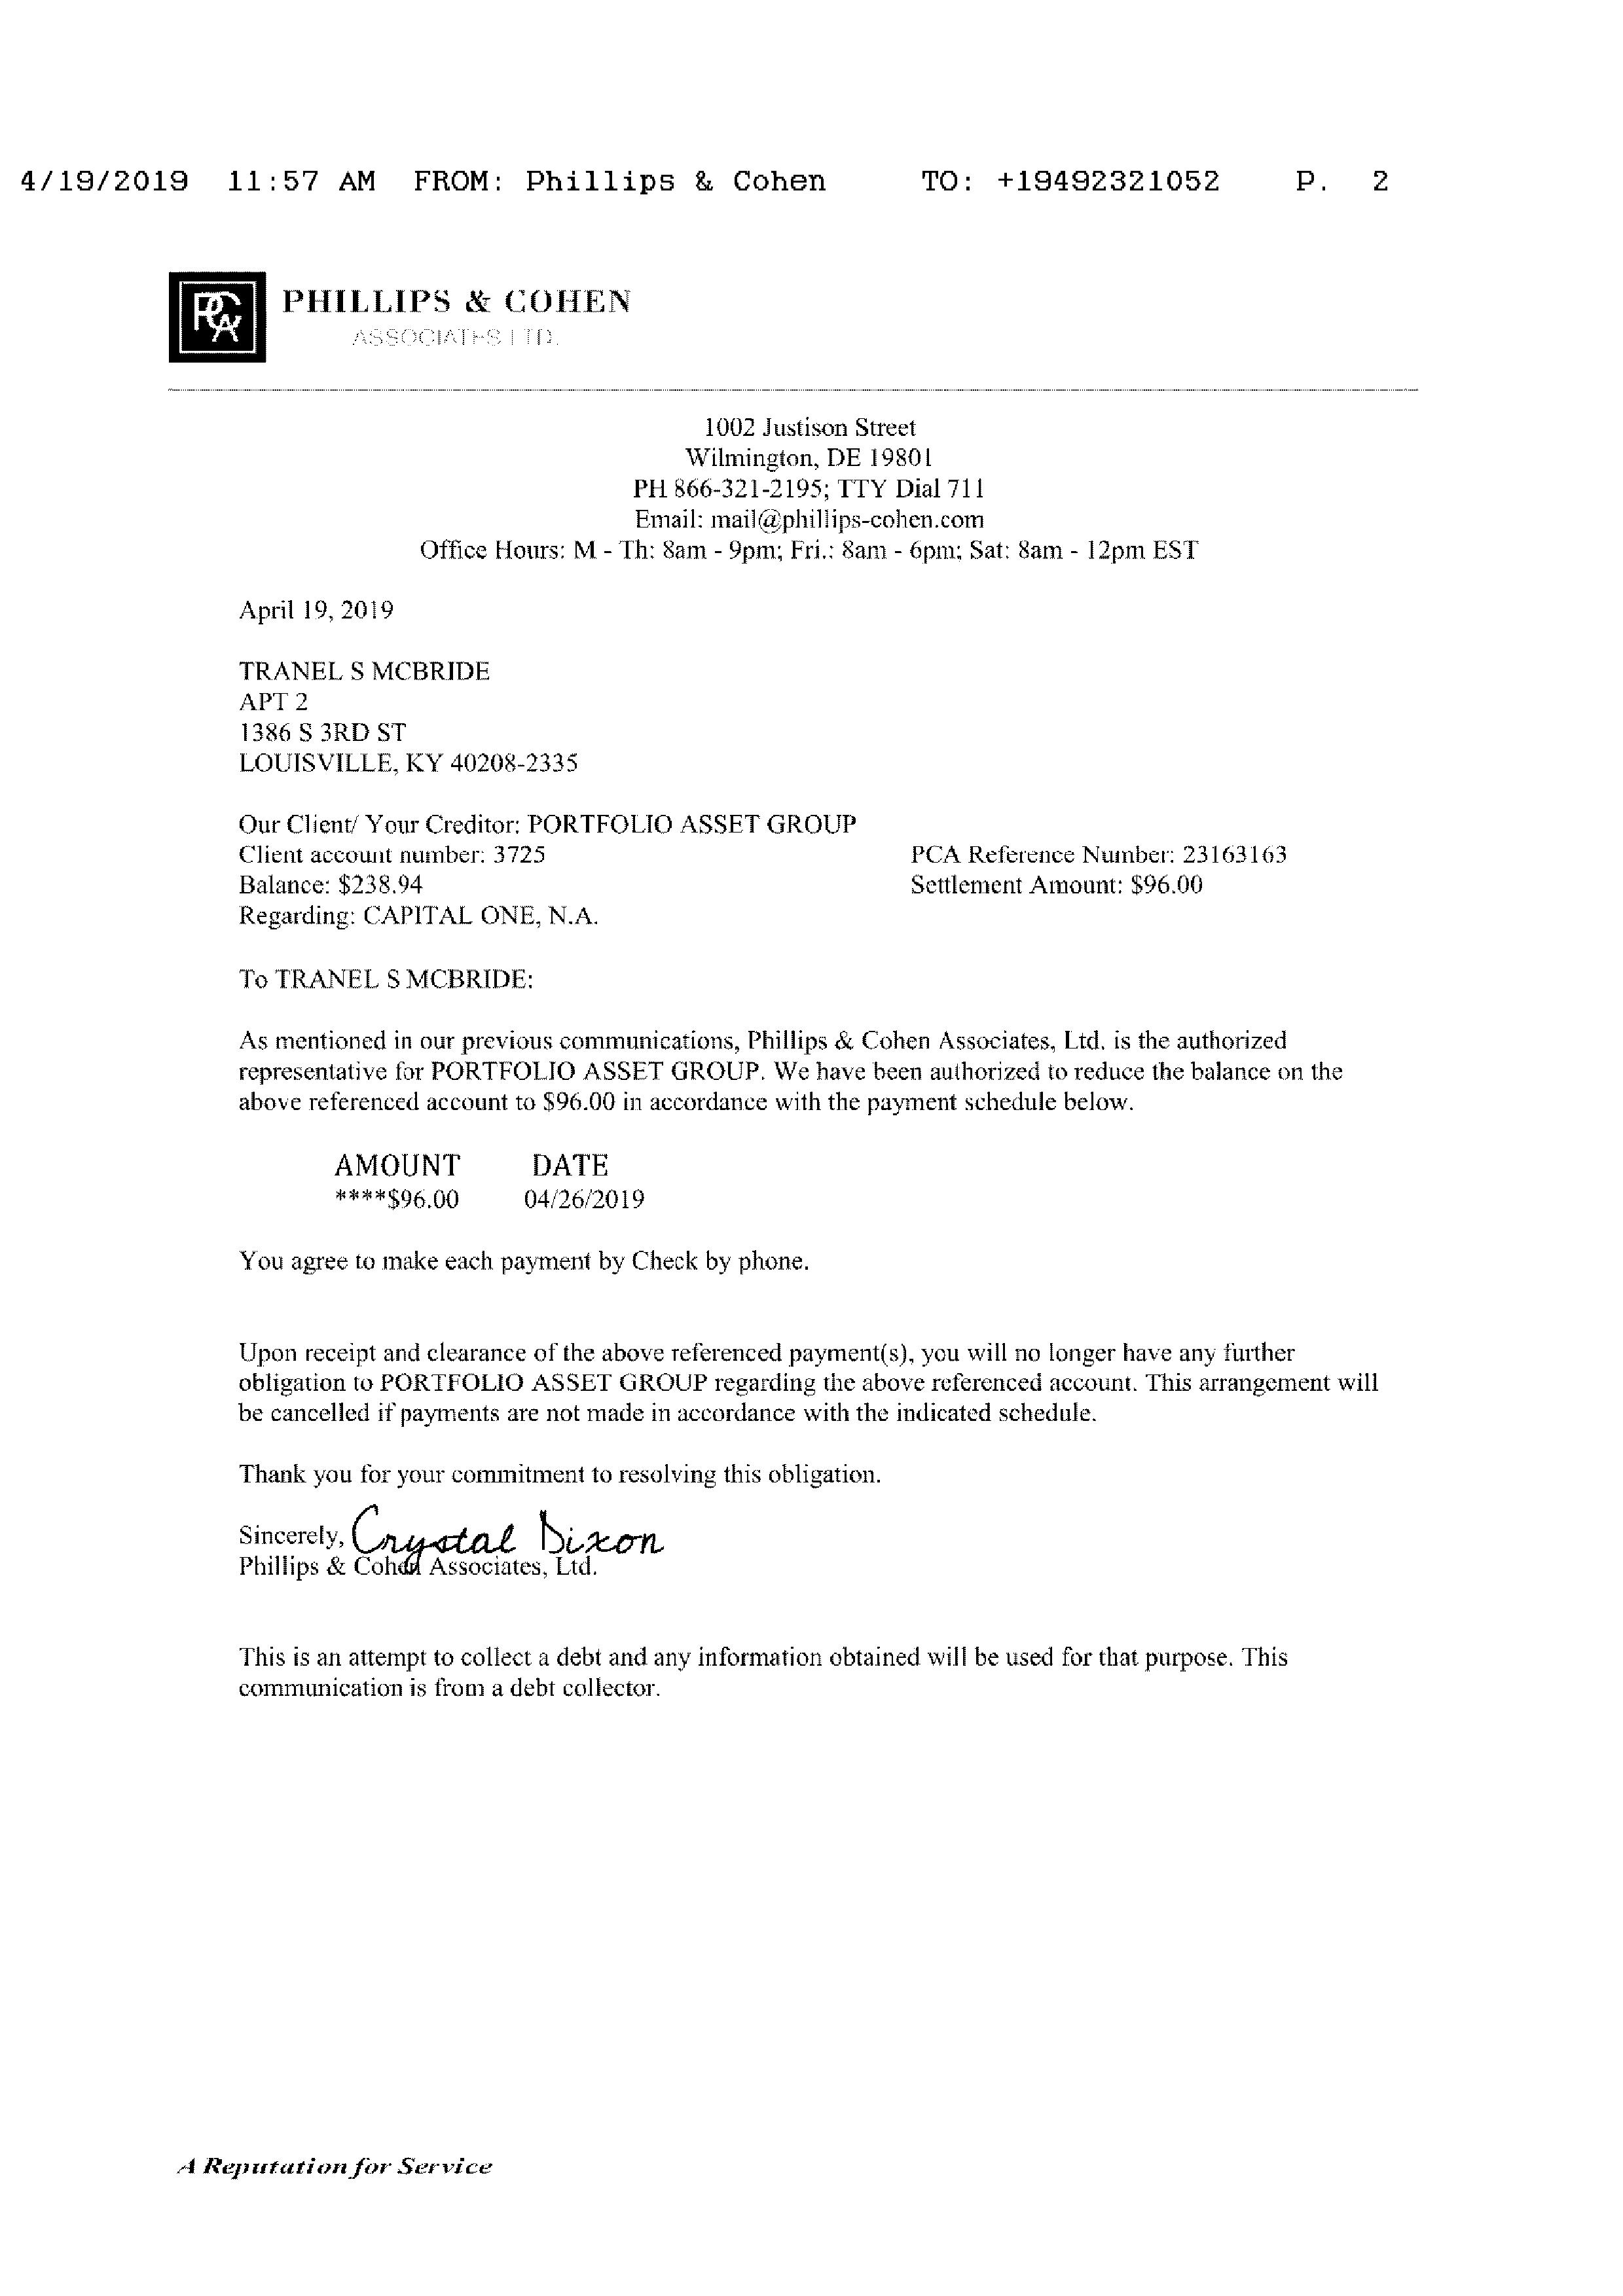 4/19/2019 11:57 AM FROM: Phillips & Cohen TO: +19492321052 P. 2
PCA
PHILLIPS & COHEN
ASSOCIATES LTD.
1002 Justison Street
Wilmington, DE 19801
PH 866-321-2195; TTY Dial 711
Email: mail@phillips-cohen.com
Office Hours: M - Th: 8am - 9pm; Fri.: 8am - 6pm; Sat: 8am - 12pm EST
April 19, 2019
TRANEL S MCBRIDE
APT 2
1386 S 3RD ST
LOUISVILLE, KY 40208-2335
Our Client/ Your Creditor: PORTFOLIO ASSET GROUP
Client account number: 3725 PCA Reference Number: 23163163
Balance: $238.94 Settlement Amount: $96.00
Regarding: CAPITAL ONE, N.A.
To TRANEL S MCBRIDE:
As mentioned in our previous communications, Phillips & Cohen Associates, Ltd. is the authorized
representative for PORTFOLIO ASSET GROUP. We have been authorized to reduce the balance on the
above referenced account to $96.00 in accordance with the payment schedule below.
AMOUNT DATE
****$96.00 04/26/2019
You agree to make each payment by Check by phone.
Upon receipt and clearance of the above referenced payment(s), you will no longer have any further
obligation to PORTFOLIO ASSET GROUP regarding the above referenced account. This arrangement will
be cancelled if payments are not made in accordance with the indicated schedule.
Thank you for your commitment to resolving this obligation.
Sincerely, Crystal Dixon
Phillips & Cohen Associates, Ltd.
This is an attempt to collect a debt and any information obtained will be used for that purpose. This
communication is from a debt collector.
A Reputation for Service